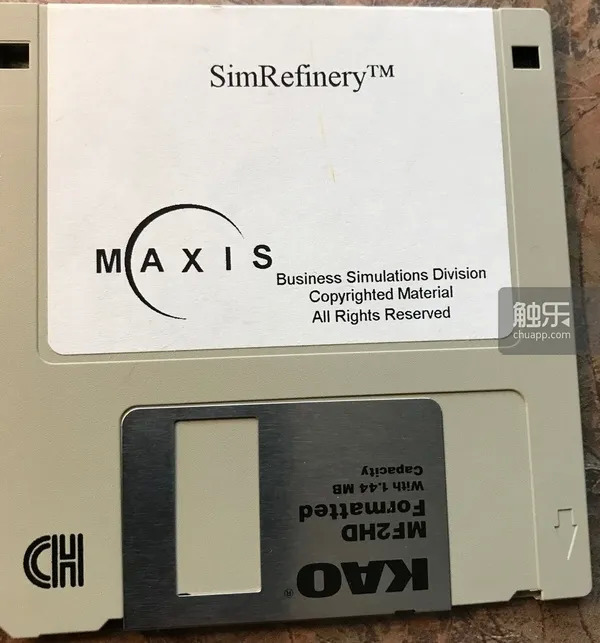 SimRefinery™
MAXIS
Business Simulations Division
Copyrighted Material
All Rights Reserved
触乐
chuapp.com
KAO®
MF2HD
Formatted
With 1.44 MB
Capacity
HD